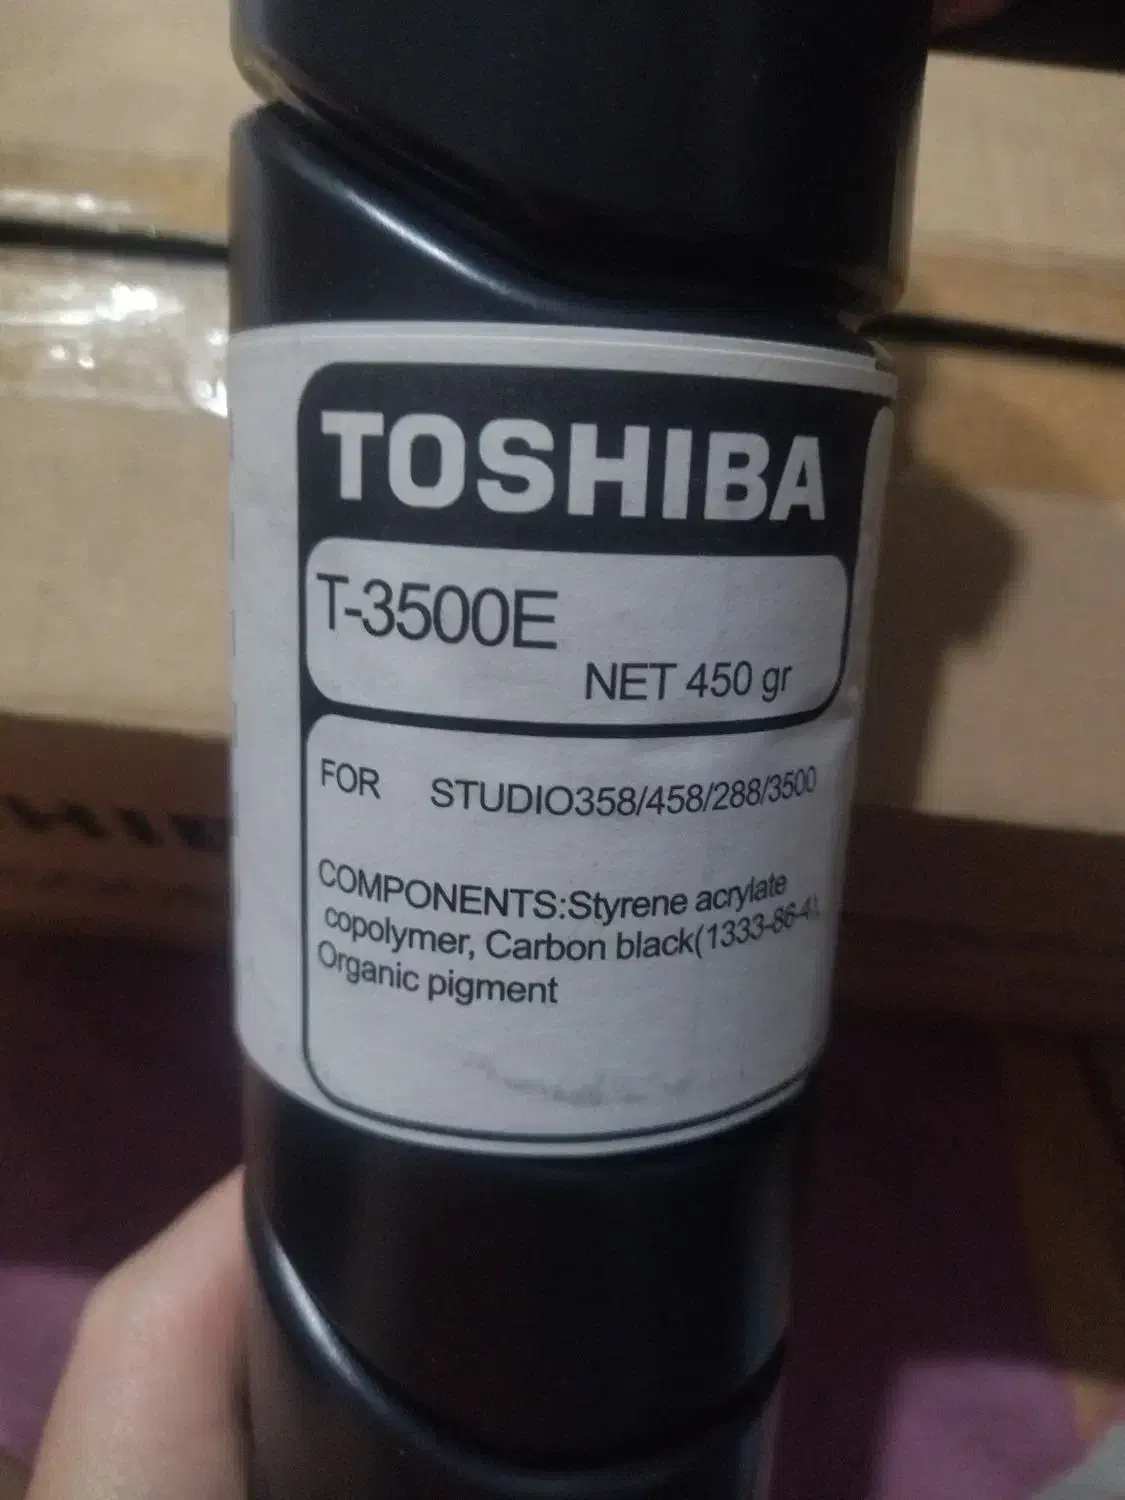 TOSHIBA
T-3500E
NET 450 gr
FOR STUDIO358/458/288/3500
COMPONENTS:Styrene acrylate
copolymer, Carbon black(1333-86-4),
Organic pigment